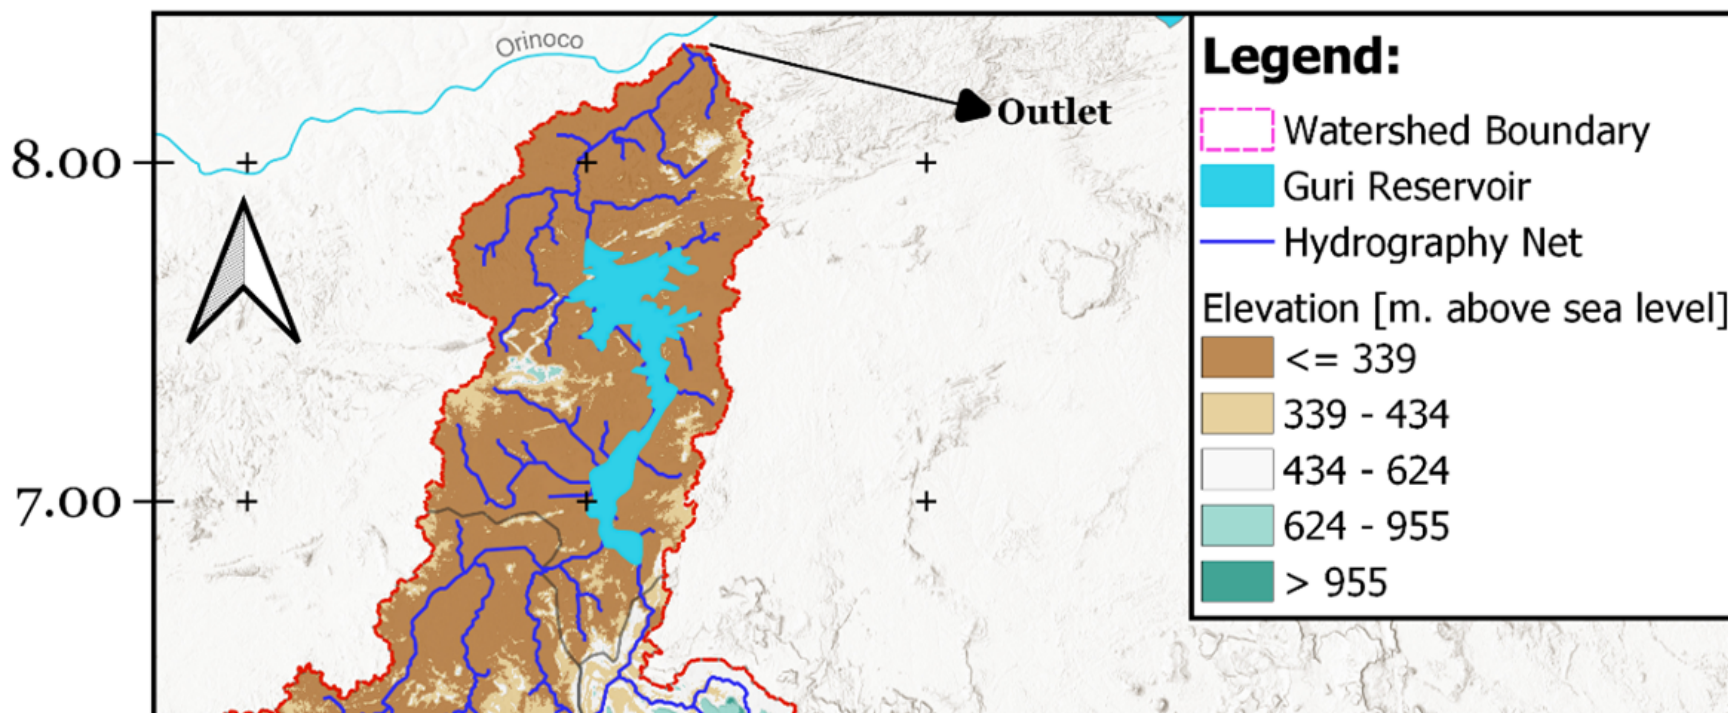 Orinoco
Outlet
8.00
7.00
Legend:
Watershed Boundary
Guri Reservoir
Hydrography Net
Elevation [m. above sea level]
<= 339
339 - 434
434 - 624
624 - 955
> 955